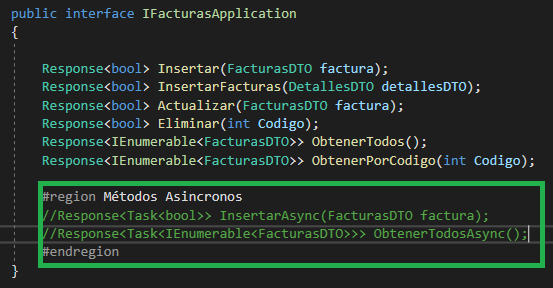 public interface IFacturasApplication
{
Response<bool> Insertar(FacturasDTO factura);
Response<bool> InsertarFacturas(DetallesDTO detallesDTO);
Response<bool> Actualizar(FacturasDTO factura);
Response<bool> Eliminar(int Codigo);
Response<IEnumerable<FacturasDTO>> ObtenerTodos();
Response<IEnumerable<FacturasDTO>> ObtenerPorCodigo(int Codigo);
#region Métodos Asincronos
//Response<Task<bool>> InsertarAsync(FacturasDTO factura);
//Response<Task<IEnumerable<FacturasDTO>>> ObtenerTodosAsync();
#endregion
}